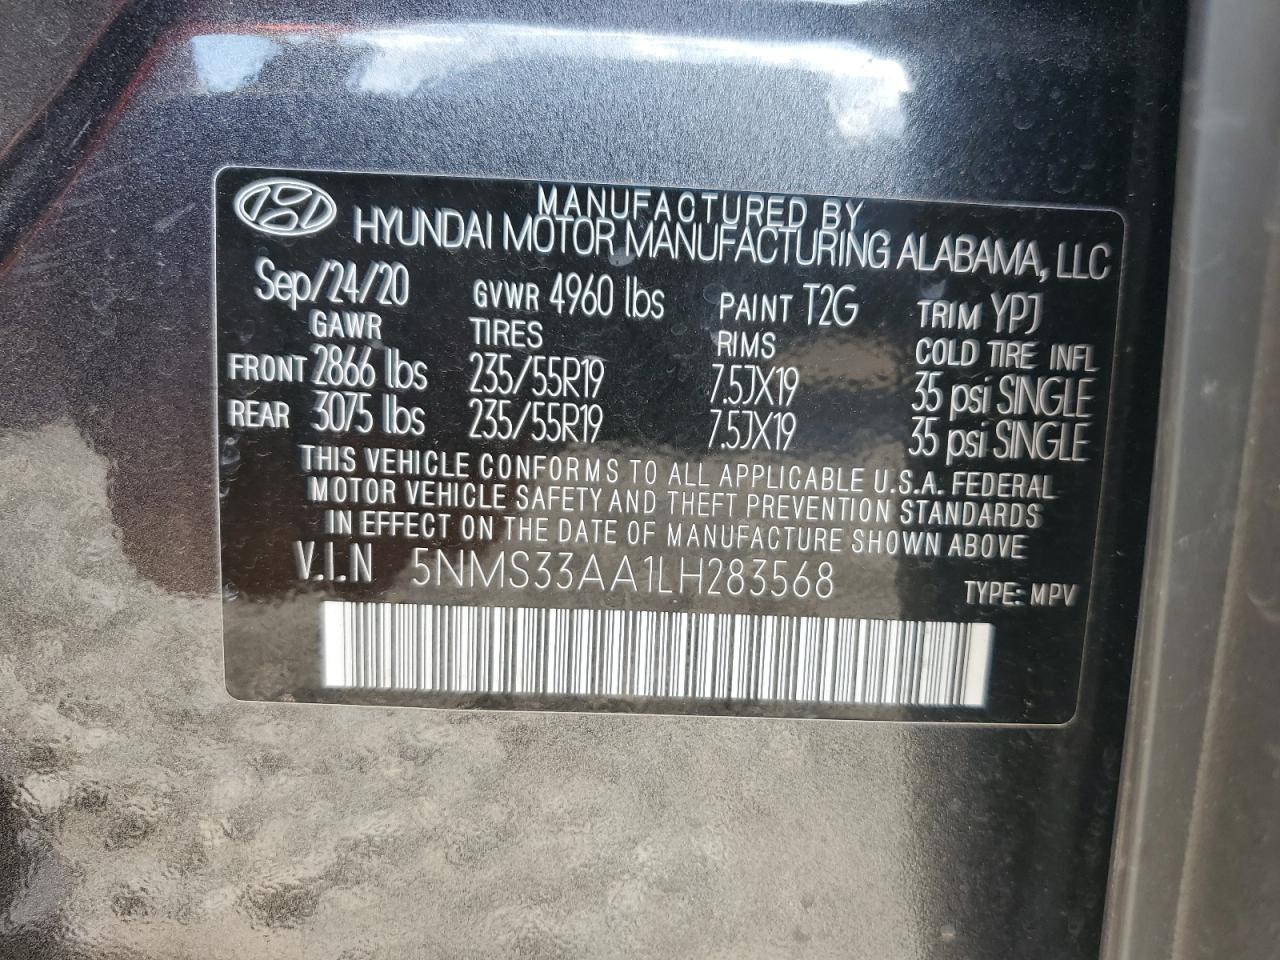 MANUFACTURED BY
HYUNDAI MOTOR MANUFACTURING ALABAMA, LLC
Sep/24/20 GVWR 4960 lbs PAINT T2G TRIM YPJ
GAWR TIRES RIMS COLD TIRE INFL
FRONT 2866 lbs 235/55R19 7.5JX19 35 psi SINGLE
REAR 3075 lbs 235/55R19 7.5JX19 35 psi SINGLE
THIS VEHICLE CONFORMS TO ALL APPLICABLE U.S.A. FEDERAL
MOTOR VEHICLE SAFETY AND THEFT PREVENTION STANDARDS
IN EFFECT ON THE DATE OF MANUFACTURE SHOWN ABOVE
V.I.N 5NMS33AA1LH283568 TYPE: MPV